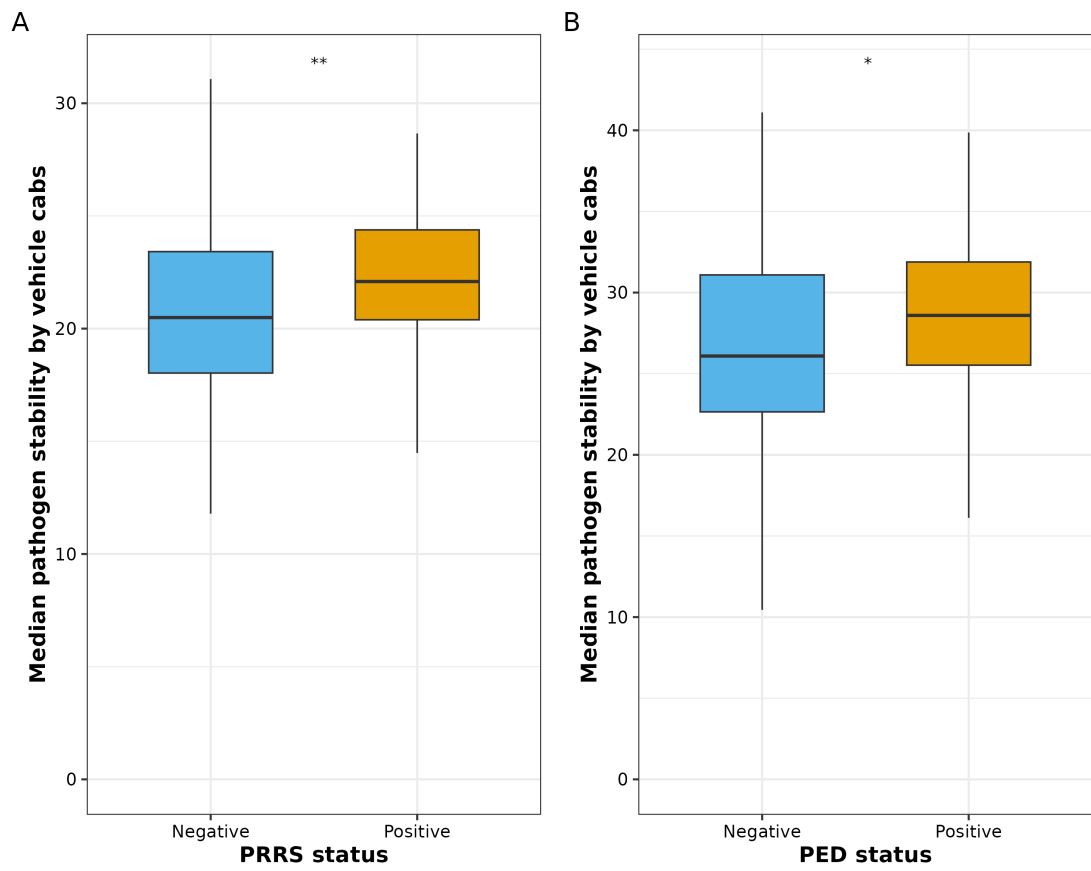 A
Median pathogen stability by vehicle cabs
30
20
10
0
**
Negative
Positive
PRRS status
B
Median pathogen stability by vehicle cabs
40
30
20
10
0
*
Negative
Positive
PED status